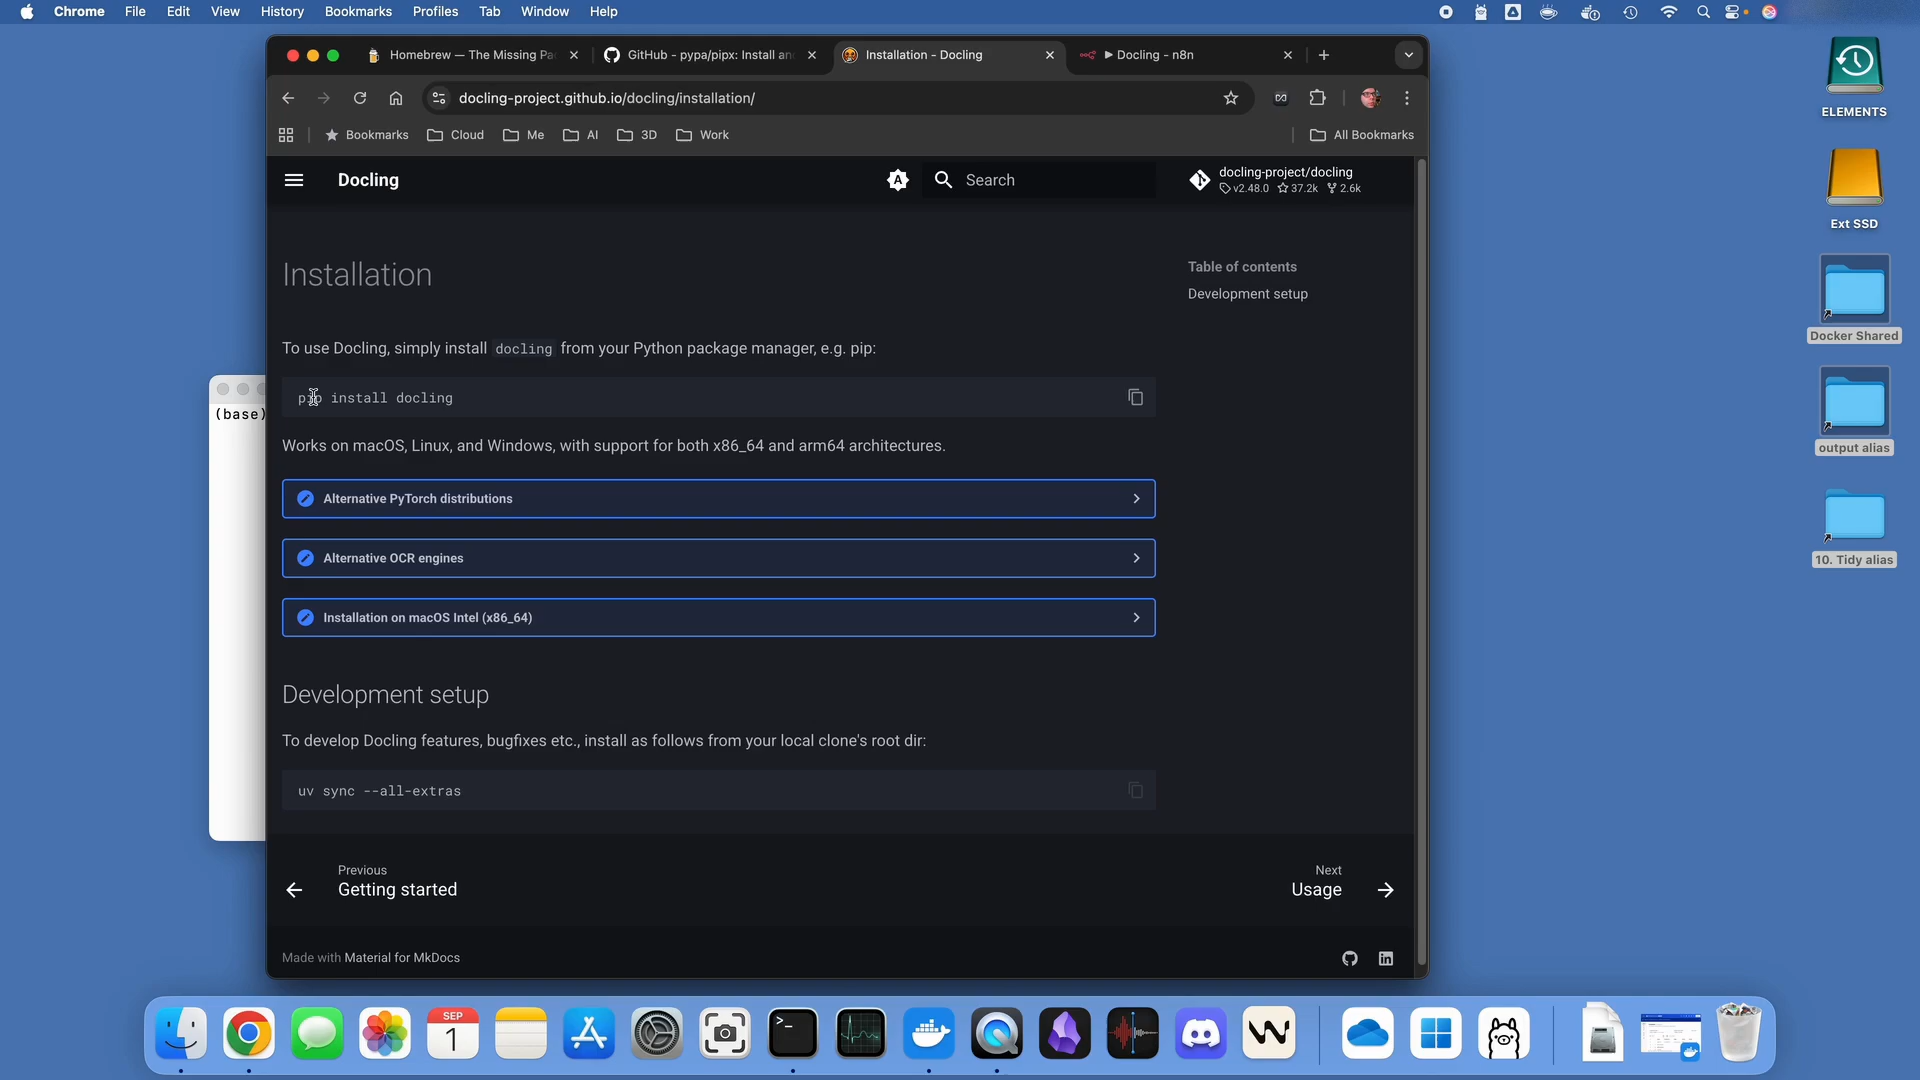 Chrome File Edit View History Bookmarks Profiles Tab Window Help
Homebrew — The Missing Pa
GitHub - pypa/pipx: Install an
Installation - Docling
Docling - n8n
docling-project.github.io/docling/installation/
Bookmarks Cloud Me AI 3D Work All Bookmarks
Docling
Search
docling-project/docling
v2.48.0 37.2k 2.6k
Installation
Table of contents
Development setup
To use Docling, simply install docling from your Python package manager, e.g. pip:
pip install docling
(base)
Works on macOS, Linux, and Windows, with support for both x86_64 and arm64 architectures.
Alternative PyTorch distributions
Alternative OCR engines
Installation on macOS Intel (x86_64)
Development setup
To develop Docling features, bugfixes etc., install as follows from your local clone's root dir:
uv sync --all-extras
Previous
Getting started
Next
Usage
Made with Material for MkDocs
ELEMENTS
Ext SSD
Docker Shared
output alias
10. Tidy alias
SEP
1